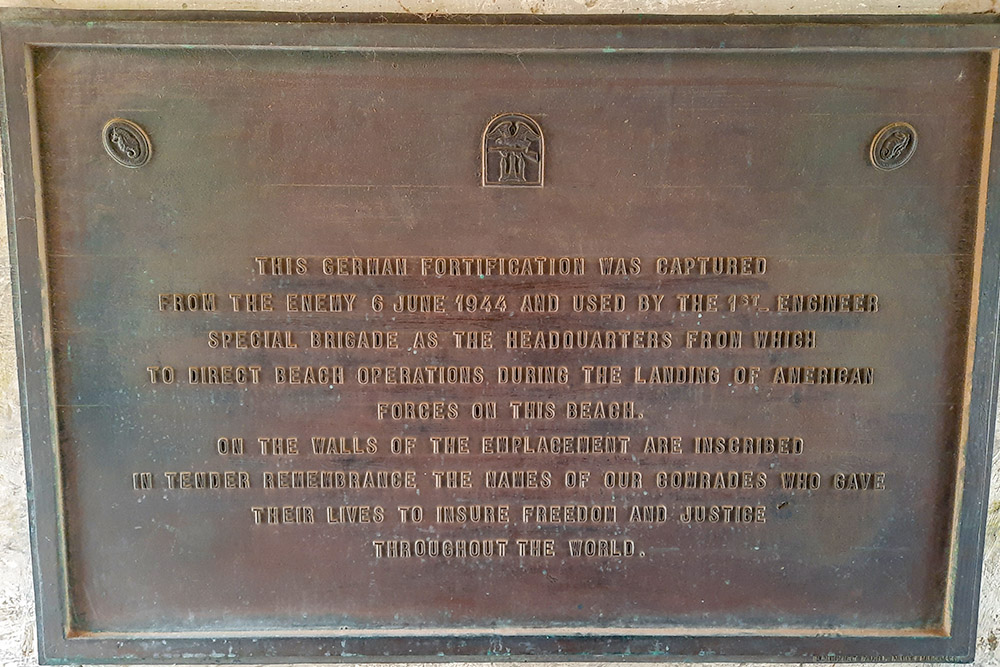 THIS GERMAN FORTIFICATION WAS CAPTURED
FROM THE ENEMY 6 JUNE 1944 AND USED BY THE 1ST. ENGINEER
SPECIAL BRIGADE AS THE HEADQUARTERS FROM WHICH
TO DIRECT BEACH OPERATIONS DURING THE LANDING OF AMERICAN
FORCES ON THIS BEACH.
ON THE WALLS OF THE EMPLACEMENT ARE INSCRIBED
IN TENDER REMEMBRANCE THE NAMES OF OUR COMRADES WHO GAVE
THEIR LIVES TO INSURE FREEDOM AND JUSTICE
THROUGHOUT THE WORLD.